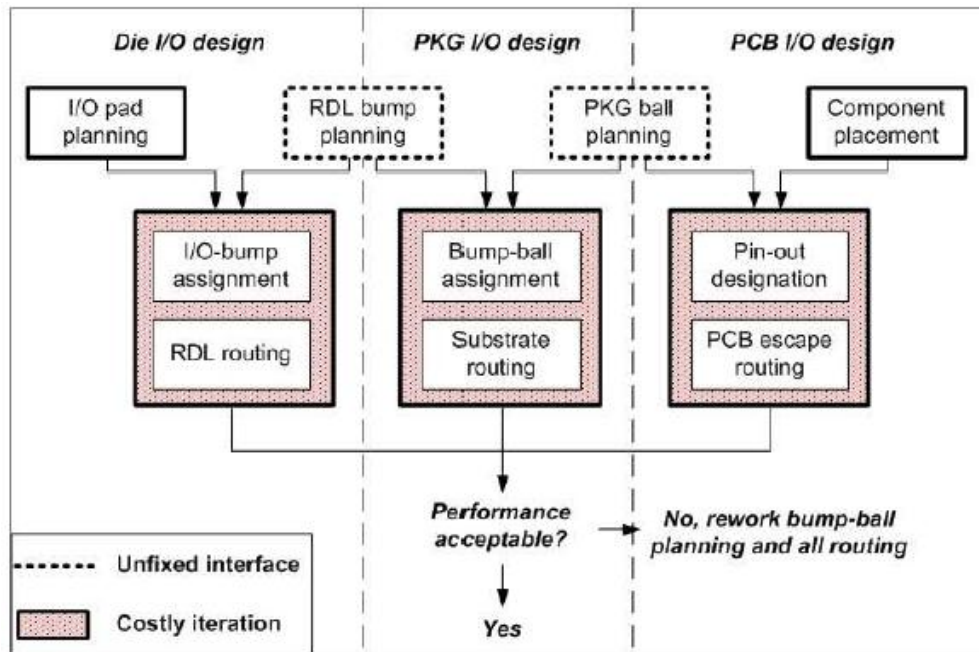 Die I/O design
PKG I/O design
PCB I/O design
I/O pad
planning
RDL bump
planning
PKG ball
planning
Component
placement
I/O-bump
assignment
RDL routing
Bump-ball
assignment
Substrate
routing
Pin-out
designation
PCB escape
routing
Performance
acceptable?
No, rework bump-ball
planning and all routing
Yes
Unfixed interface
Costly iteration